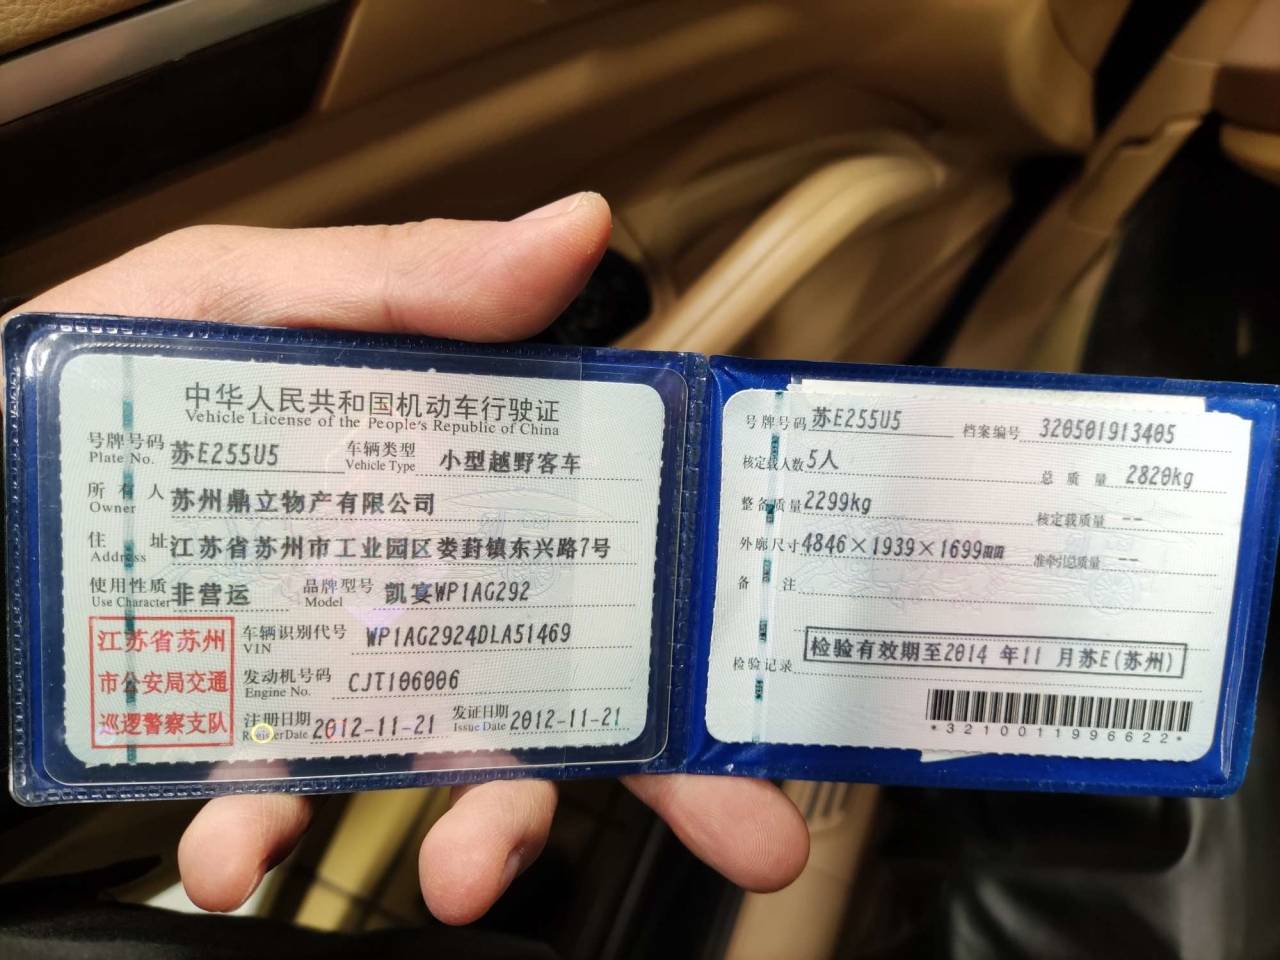 中华人民共和国机动车行驶证
Vehicle License of the People's Republic of China
号牌号码 苏E255U5 车辆类型 小型越野客车
Plate No. Vehicle Type
所有人 苏州鼎立物产有限公司
Owner
住址 江苏省苏州市工业园区娄葑镇东兴路7号
Address
使用性质 非营运 品牌型号 凯宴WP1AG292
Use Character Model
江苏省苏州
市公安局交通
巡逻警察支队
车辆识别代号 WP1AG2924DLA51469
VIN
发动机号码 CJT106006
Engine No.
注册日期 2012-11-21 发证日期 2012-11-21
Register Date Issue Date
号牌号码 苏E255U5 档案编号 320501913405
核定载人数 5人 总质量 2820kg
整备质量 2299kg 核定载质量 --
外廓尺寸 4846×1939×1699mm 准牵引总质量 --
备注
检验记录 检验有效期至2014年11月苏E(苏州)
*3210011996622*